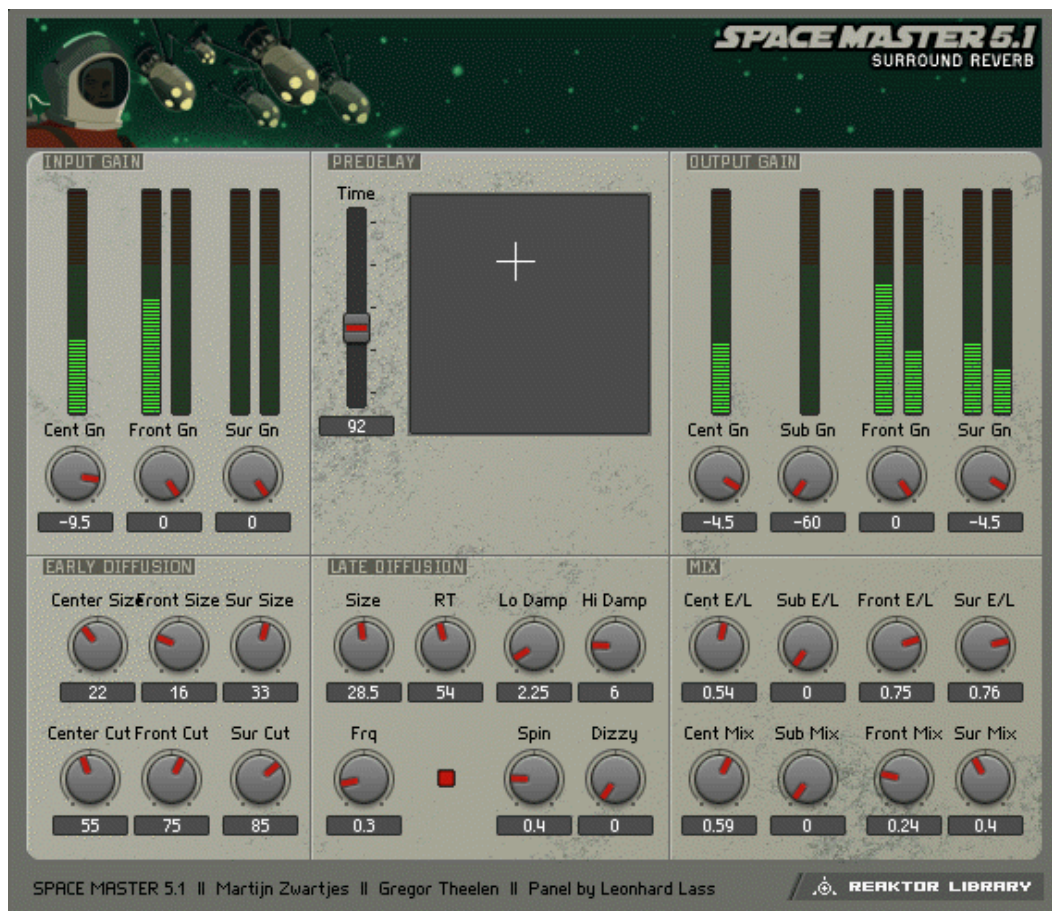 SPACE MASTER 5.1
SURROUND REVERB
INPUT GAIN
PREDELAY
OUTPUT GAIN
Time
92
Cent Gn Front Gn Sur Gn
-9.5 0 0
Cent Gn Sub Gn Front Gn Sur Gn
-4.5 -60 0 -4.5
EARLY DIFFUSION
LATE DIFFUSION
MIX
Center Size Front Size Sur Size
22 16 33
Size RT Lo Damp Hi Damp
28.5 54 2.25 6
Cent E/L Sub E/L Front E/L Sur E/L
0.54 0 0.75 0.76
Center Cut Front Cut Sur Cut
55 75 85
Frq Spin Dizzy
0.3 0.4 0
Cent Mix Sub Mix Front Mix Sur Mix
0.59 0 0.24 0.4
SPACE MASTER 5.1 II Martijn Zwartjes II Gregor Theelen II Panel by Leonhard Lass
REAKTOR LIBRARY